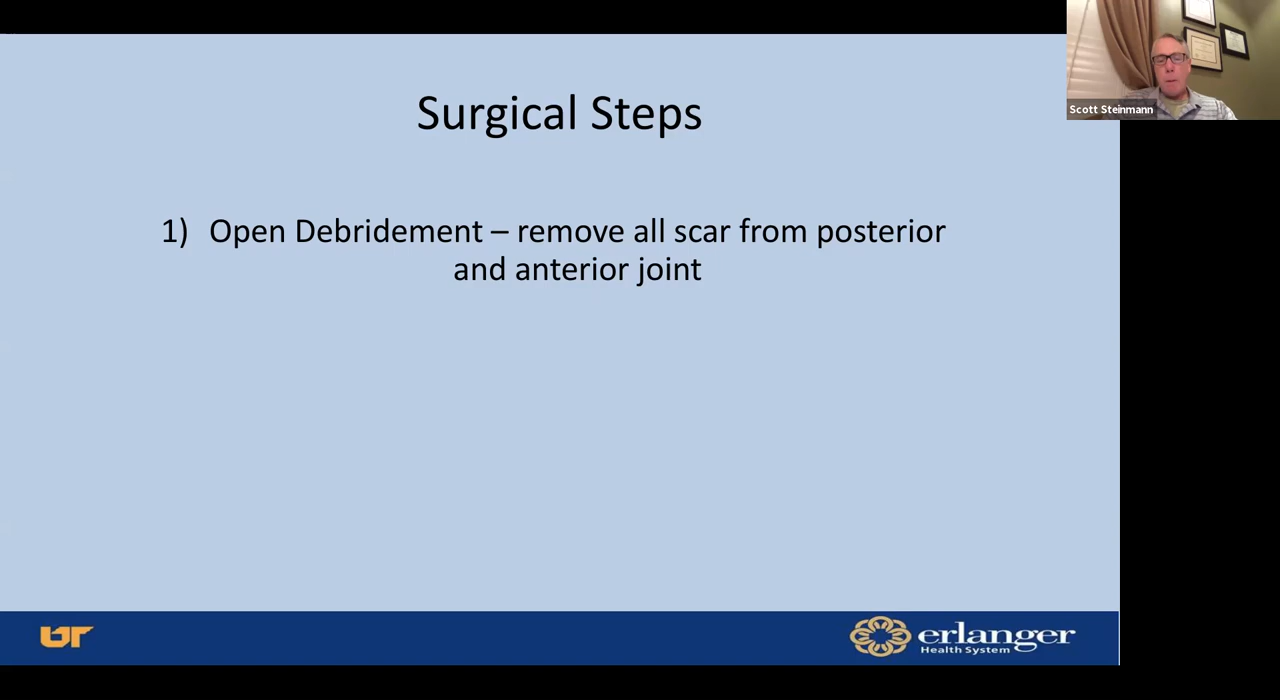 Surgical Steps
1) Open Debridement – remove all scar from posterior
and anterior joint
Scott Steinmann
UT
erlanger
Health System